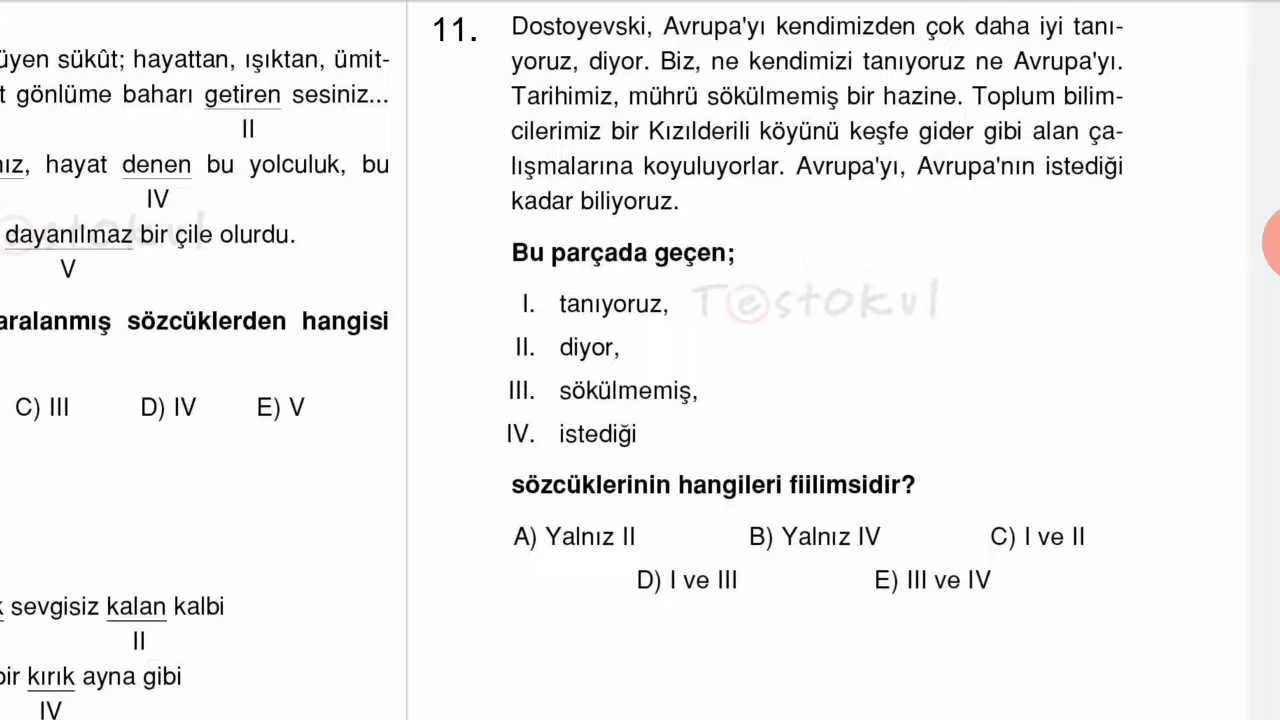 üyen sükût; hayattan, ışıktan, ümit-
t gönlüme baharı getiren sesiniz...
II
nız, hayat denen bu yolculuk, bu
IV
dayanılmaz bir çile olurdu.
V
aralanmış sözcüklerden hangisi
C) III D) IV E) V
k sevgisiz kalan kalbi
II
bir kırık ayna gibi
IV
11. Dostoyevski, Avrupa'yı kendimizden çok daha iyi tanı-
yoruz, diyor. Biz, ne kendimizi tanıyoruz ne Avrupa'yı.
Tarihimiz, mührü sökülmemiş bir hazine. Toplum bilim-
cilerimiz bir Kızılderili köyünü keşfe gider gibi alan ça-
lışmalarına koyuluyorlar. Avrupa'yı, Avrupa'nın istediği
kadar biliyoruz.
Bu parçada geçen;
I. tanıyoruz,
Testokul
II. diyor,
III. sökülmemiş,
IV. istediği
sözcüklerinin hangileri fiilimsidir?
A) Yalnız II B) Yalnız IV C) I ve II
D) I ve III E) III ve IV